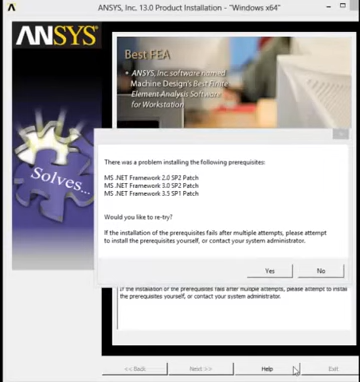 ANSYS, Inc. 13.0 Product Installation - "Windows x64"
ANSYS
Best FEA
• ANSYS, Inc. software named
Machine Design's Best Finite
Element Analysis Software
for Workstation
Solves...
There was a problem installing the following prerequisites:
MS .NET Framework 2.0 SP2 Patch
MS .NET Framework 3.0 SP2 Patch
MS .NET Framework 3.5 SP1 Patch
Would you like to re-try?
If the installation of the prerequisites fails after multiple attempts, please attempt
to install the prerequisites yourself, or contact your system administrator.
Yes
No
If the installation of the prerequisites fails after multiple attempts, please attempt to install
the prerequisites yourself, or contact your system administrator.
<< Back
Next >>
Help
Exit